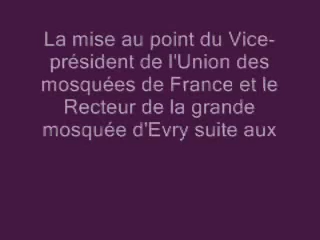 La mise au point du Vice-
président de l'Union des
mosquées de France et le
Recteur de la grande
mosquée d'Evry suite aux